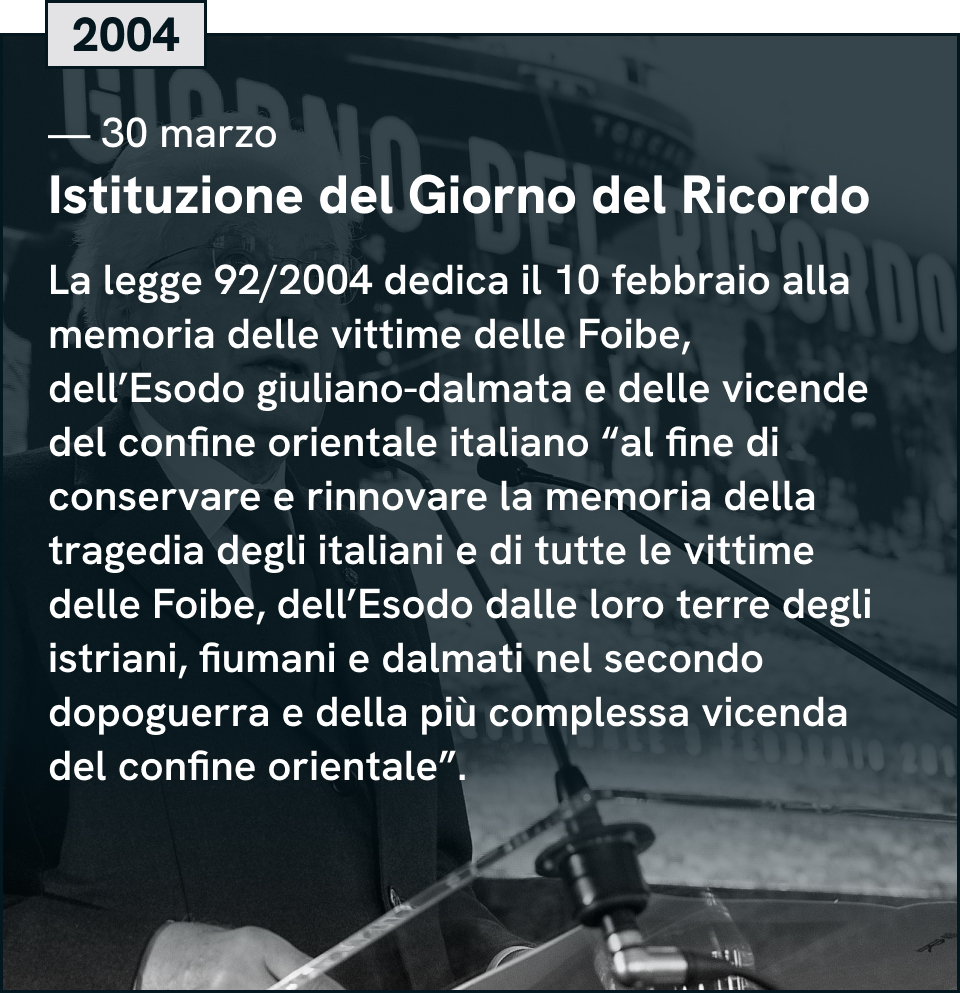 2004
— 30 marzo
Istituzione del Giorno del Ricordo
La legge 92/2004 dedica il 10 febbraio alla
memoria delle vittime delle Foibe,
dell’Esodo giuliano-dalmata e delle vicende
del confine orientale italiano “al fine di
conservare e rinnovare la memoria della
tragedia degli italiani e di tutte le vittime
delle Foibe, dell’Esodo dalle loro terre degli
istriani, fiumani e dalmati nel secondo
dopoguerra e della più complessa vicenda
del confine orientale”.
GIORNO DEL RICORDO